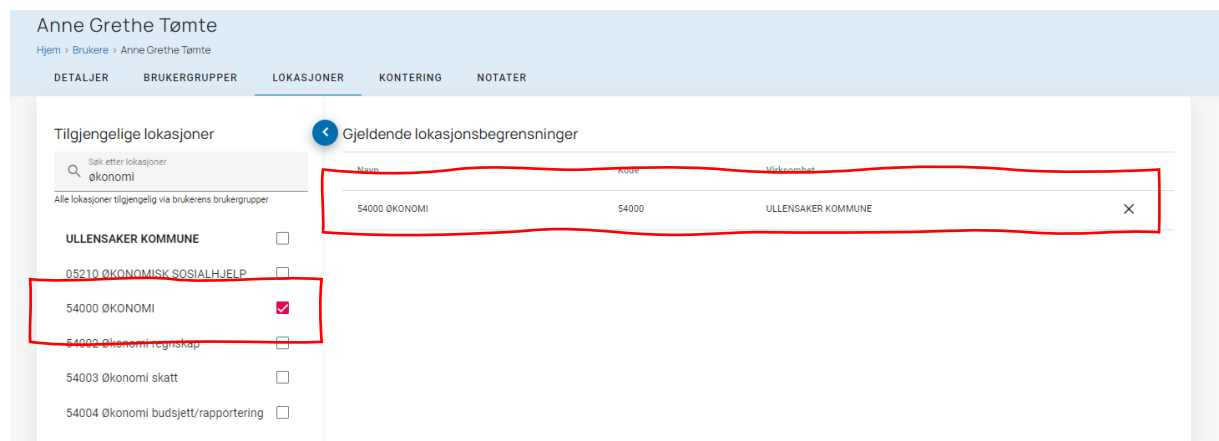 Anne Grethe Tømte
Hjem › Brukere › Anne Grethe Tømte
DETALJER BRUKERGRUPPER LOKASJONER KONTERING NOTATER
Tilgjengelige lokasjoner
Søk etter lokasjoner
økonomi
Alle lokasjoner tilgjengelig via brukerens brukergrupper
ULLENSAKER KOMMUNE
05210 ØKONOMISK SOSIALHJELP
54000 ØKONOMI
54002 Økonomi regnskap
54003 Økonomi skatt
54004 Økonomi budsjett/rapportering
Gjeldende lokasjonsbegrensninger
Navn Kode Virksomhet
54000 ØKONOMI 54000 ULLENSAKER KOMMUNE